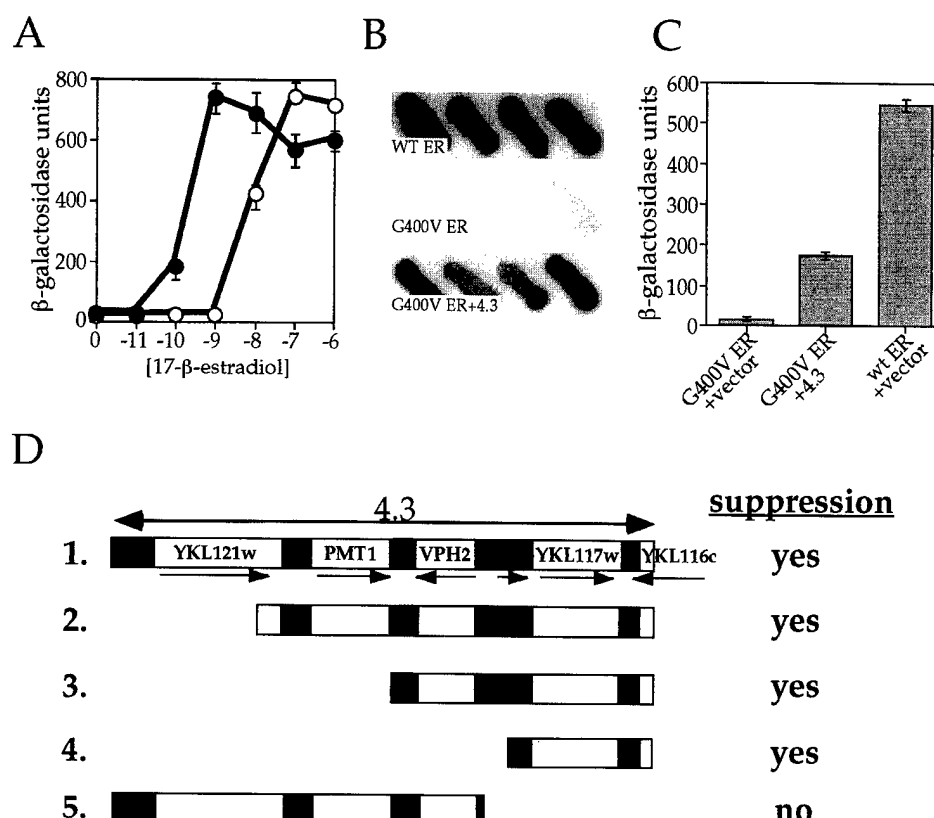 A
β-galactosidase units
800
600
400
200
0
0 -11 -10 -9 -8 -7 -6
[17-β-estradiol]
B
WT ER
G400V ER
G400V ER+4.3
C
β-galactosidase units
600
500
400
300
200
100
0
G400V ER
+vector
G400V ER
+4.3
wt ER
+vector
D
4.3
suppression
1. YKL121w PMT1 VPH2 YKL117w YKL116c yes
2. yes
3. yes
4. yes
5. no